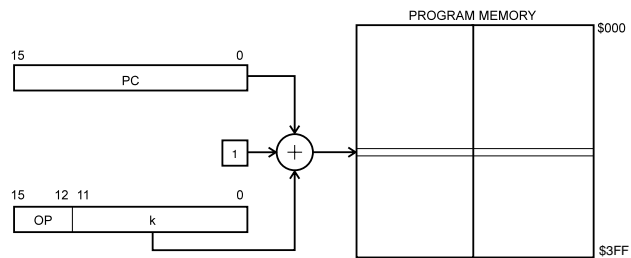 PROGRAM MEMORY
$000
15 0
PC
1
+
15 12 11 0
OP k
$3FF